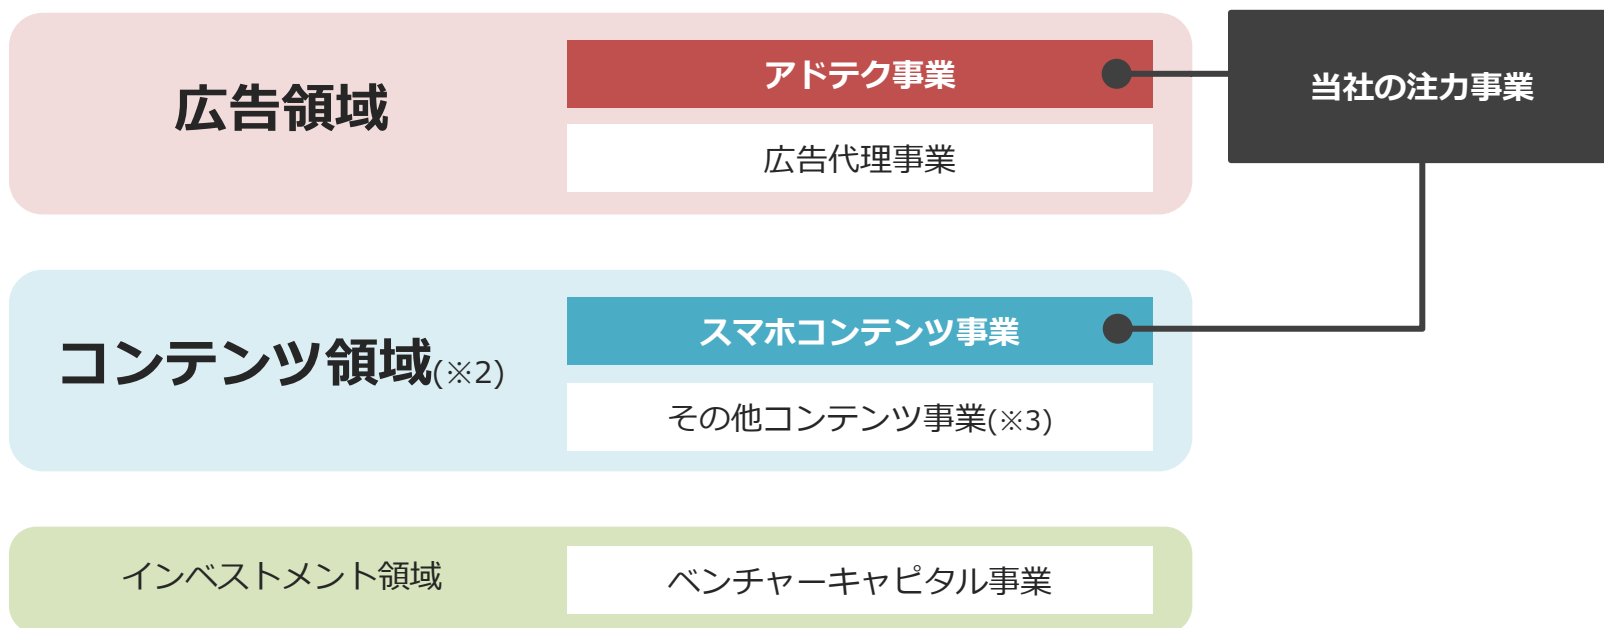 広告領域
アドテク事業
広告代理事業
当社の注力事業
コンテンツ領域(※2)
スマホコンテンツ事業
その他コンテンツ事業(※3)
インベストメント領域
ベンチャーキャピタル事業